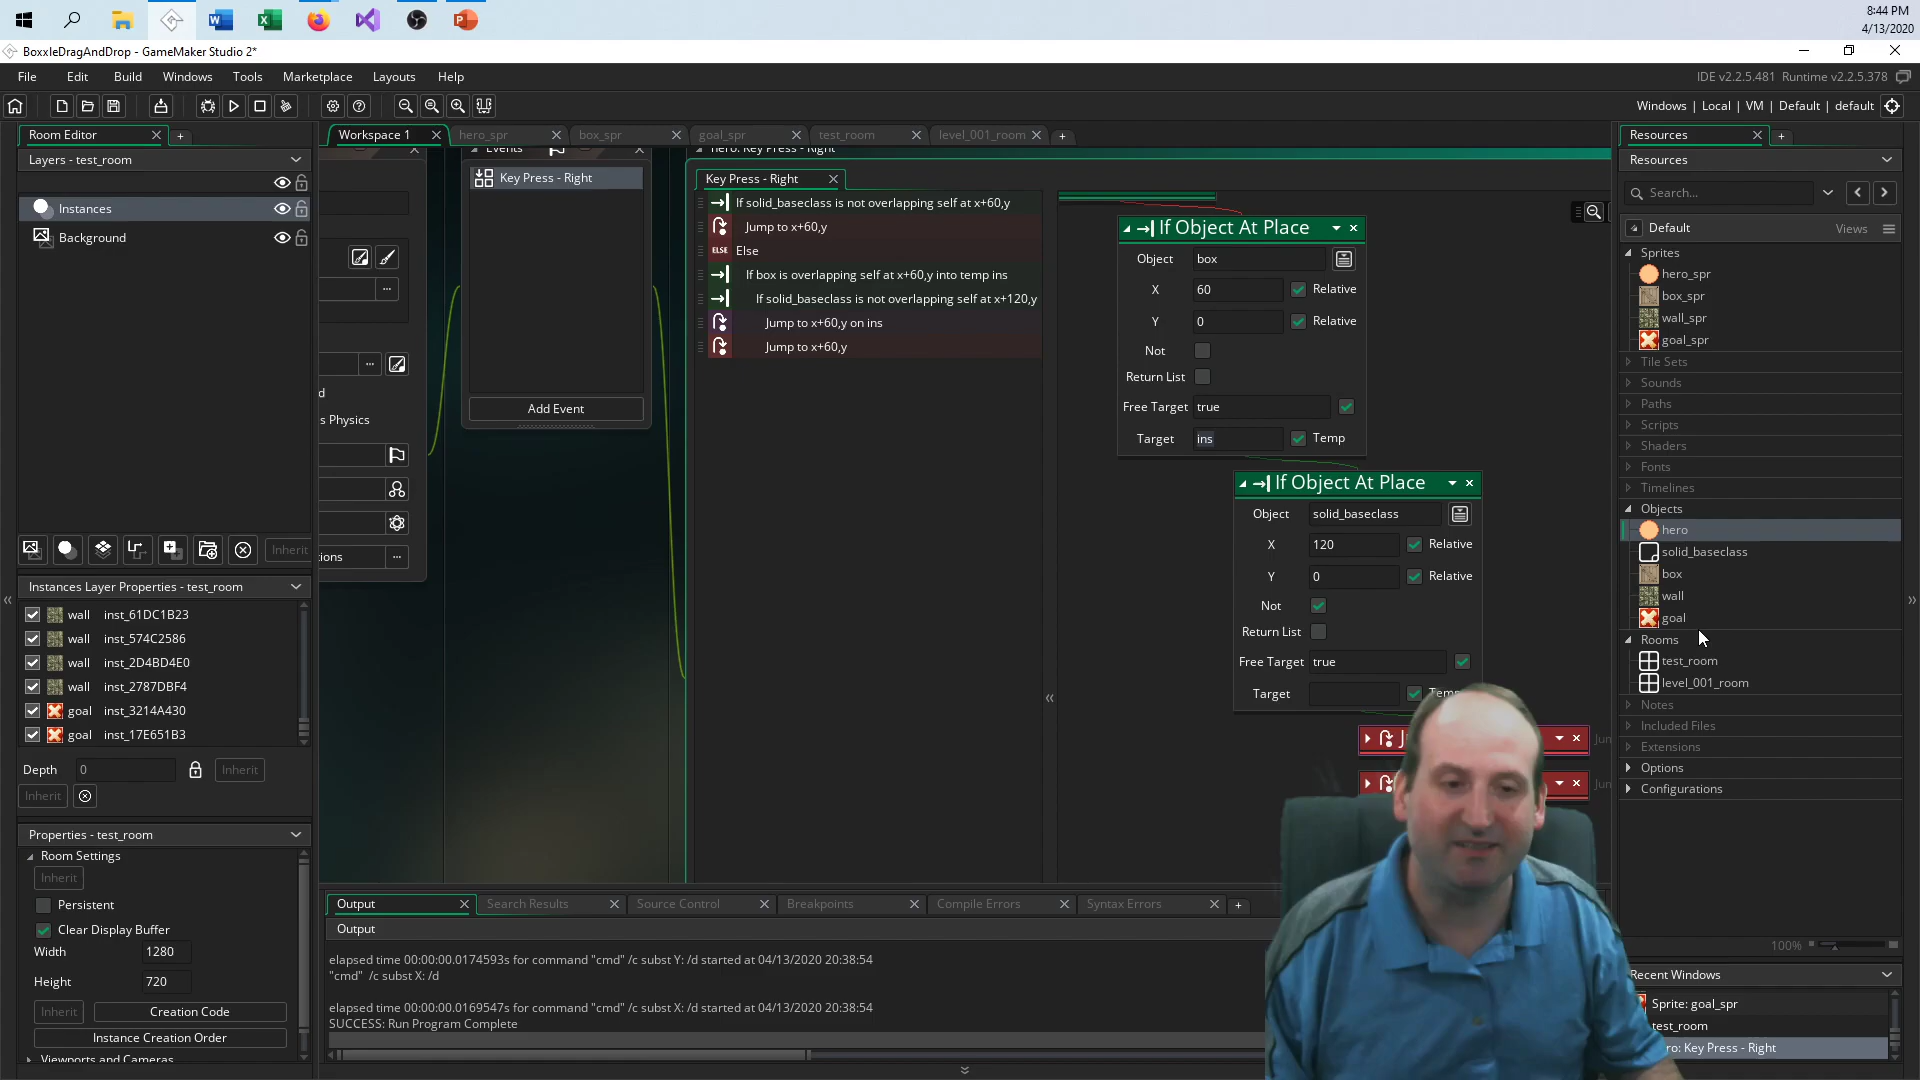 8:44 PM
4/13/2020
BoxxleDragAndDrop - GameMaker Studio 2*
File Edit Build Windows Tools Marketplace Layouts Help
IDE v2.2.5.481 Runtime v2.2.5.378
Windows | Local | VM | Default | default
Room Editor
Layers - test_room
Instances
Background
Inherit
Instances Layer Properties - test_room
wall inst_61DC1B23
wall inst_574C2586
wall inst_2D4BD4E0
wall inst_2787DBF4
goal inst_3214A430
goal inst_17E651B3
Depth 0 Inherit
Inherit
Properties - test_room
Room Settings
Inherit
Persistent
Clear Display Buffer
Width 1280
Height 720
Inherit Creation Code
Instance Creation Order
Viewports and Cameras
Workspace 1 hero_spr box_spr goal_spr test_room level_001_room
d
s Physics
tions
Events
Key Press - Right
Add Event
hero: Key Press - Right
Key Press - Right
If solid_baseclass is not overlapping self at x+60,y
Jump to x+60,y
ELSE Else
If box is overlapping self at x+60,y into temp ins
If solid_baseclass is not overlapping self at x+120,y
Jump to x+60,y on ins
Jump to x+60,y
If Object At Place
Object box
X 60 Relative
Y 0 Relative
Not
Return List
Free Target true
Target ins Temp
If Object At Place
Object solid_baseclass
X 120 Relative
Y 0 Relative
Not
Return List
Free Target true
Target Temp
Output Search Results Source Control Breakpoints Compile Errors Syntax Errors
Output
elapsed time 00:00:00.0174593s for command "cmd" /c subst Y: /d started at 04/13/2020 20:38:54
"cmd" /c subst X: /d
elapsed time 00:00:00.0169547s for command "cmd" /c subst X: /d started at 04/13/2020 20:38:54
SUCCESS: Run Program Complete
Resources
Resources
Search...
Default Views
Sprites
hero_spr
box_spr
wall_spr
goal_spr
Tile Sets
Sounds
Paths
Scripts
Shaders
Fonts
Timelines
Objects
hero
solid_baseclass
box
wall
goal
Rooms
test_room
level_001_room
Notes
Included Files
Extensions
Options
Configurations
100%
Recent Windows
Sprite: goal_spr
test_room
ro: Key Press - Right